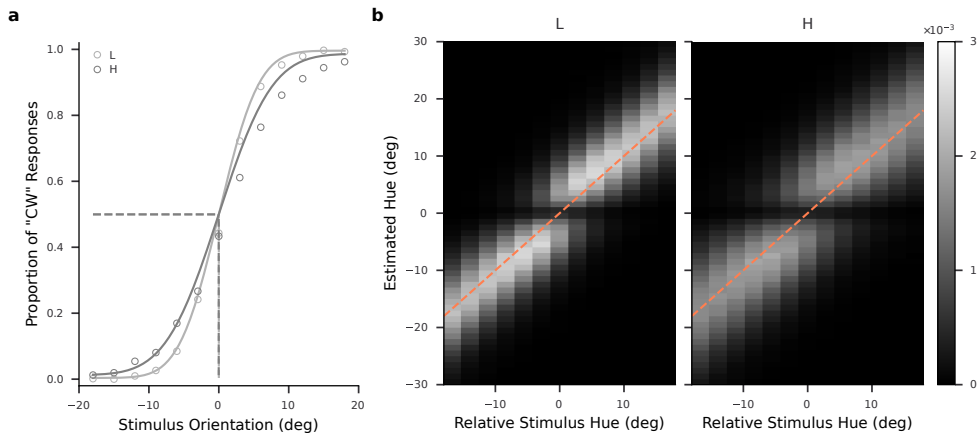 a
1.0
0.8
0.6
0.4
0.2
0.0
−20
−10
0
10
20
L
H
Proportion of "CW" Responses
Stimulus Orientation (deg)
b
L
H
30
20
10
0
−10
−20
−30
Estimated Hue (deg)
−10
0
10
Relative Stimulus Hue (deg)
−10
0
10
Relative Stimulus Hue (deg)
×10⁻³
3
2
1
0